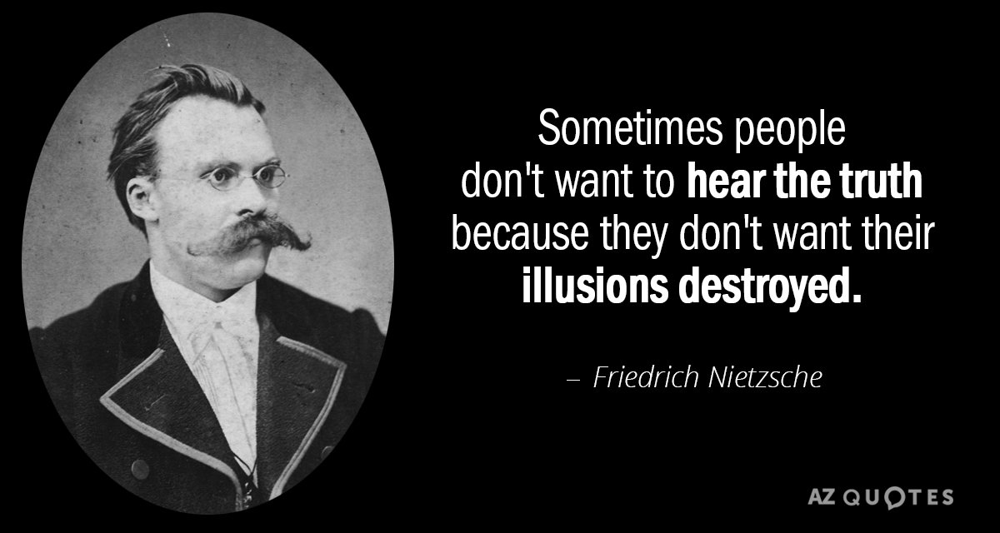 Sometimes people
don't want to hear the truth
because they don't want their
illusions destroyed.
– Friedrich Nietzsche
AZ QUOTES